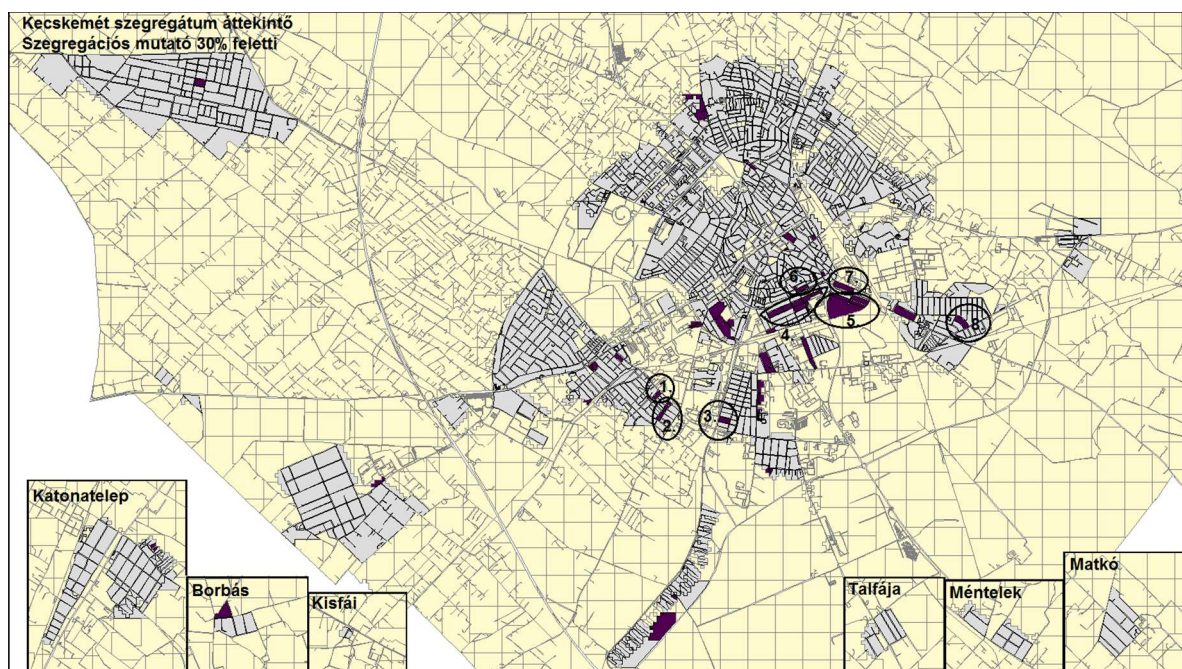 Kecskemét szegregátum áttekintő
Szegregációs mutató 30% feletti
6.
7.
4.
5.
8.
1.
2.
3.
Katonatelep
Borbás
Kisfái
Talfája
Méntelek
Matkó